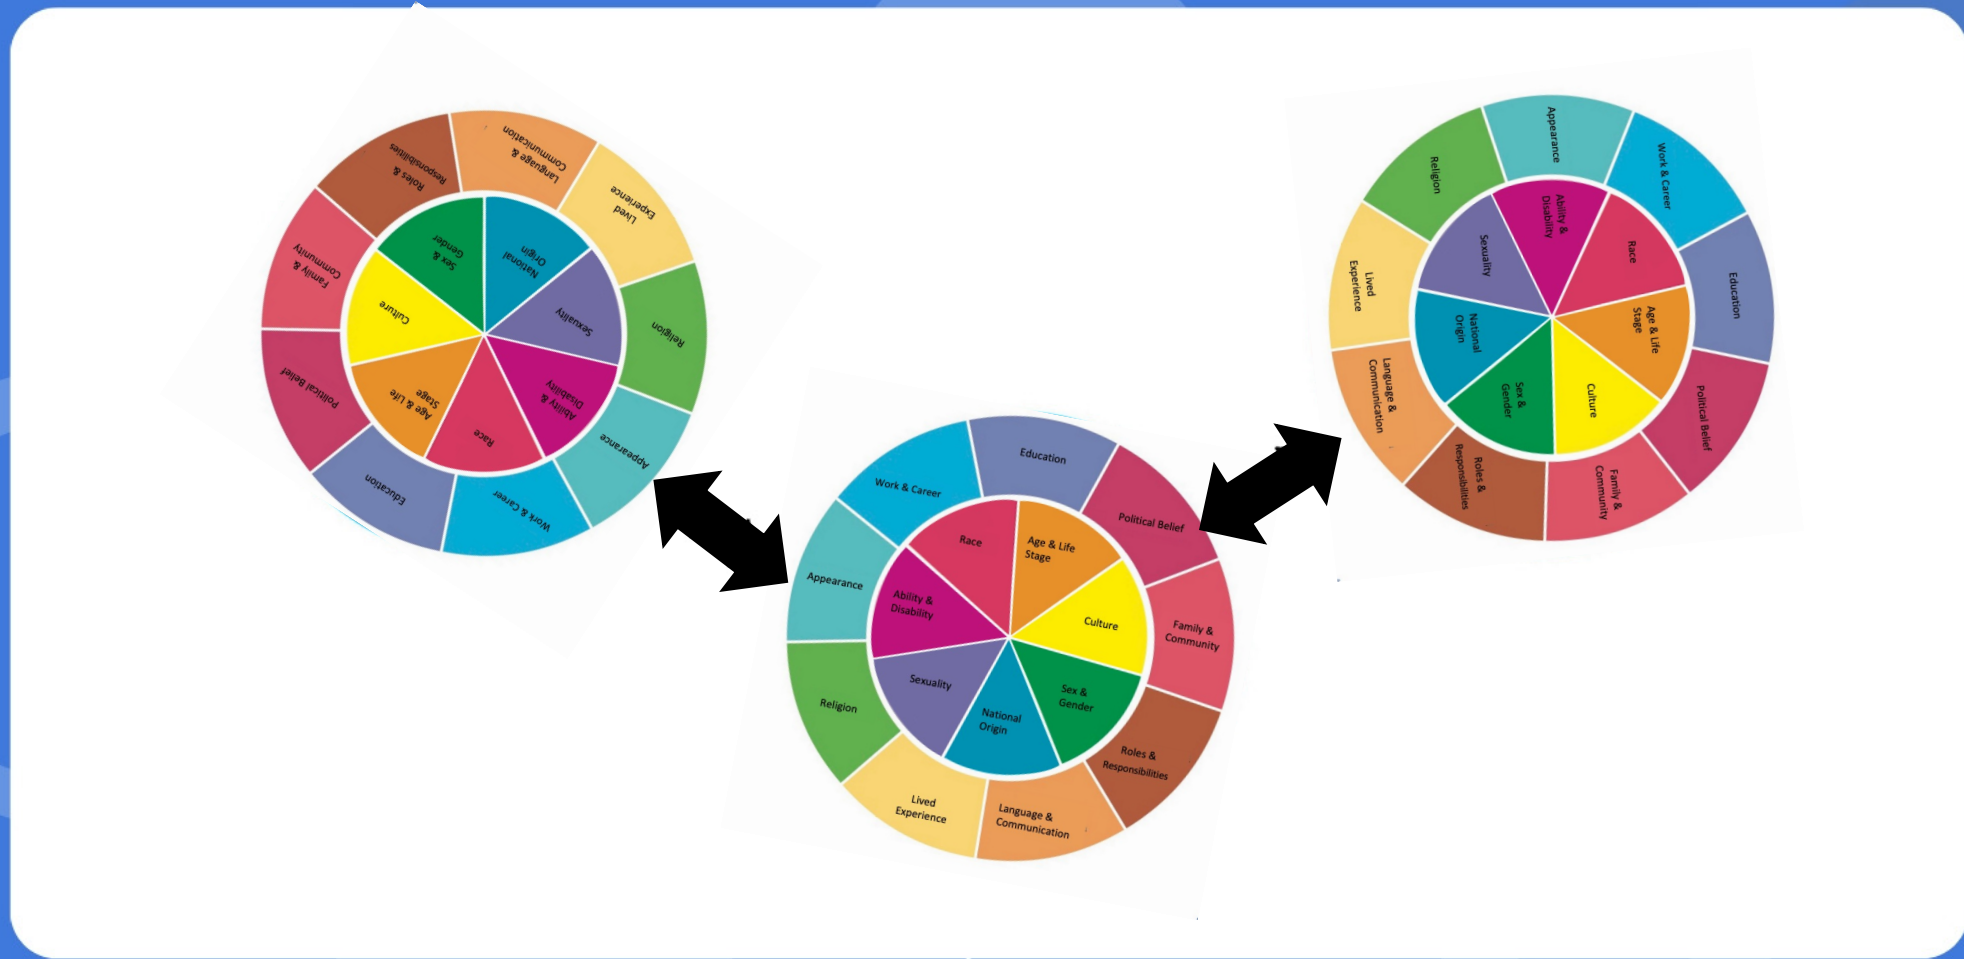 Language &
Communication
Lived
Experience
Religion
Appearance
Work & Career
Education
Political Belief
Family &
Community
Roles &
Responsibilities
National
Origin
Sexuality
Ability &
Disability
Race
Age & Life
Stage
Culture
Sex &
Gender
Education
Political Belief
Family &
Community
Roles &
Responsibilities
Language &
Communication
Lived
Experience
Religion
Appearance
Work & Career
Race
Age & Life
Stage
Culture
Sex &
Gender
National
Origin
Sexuality
Ability &
Disability
Appearance
Work & Career
Education
Political Belief
Family &
Community
Roles &
Responsibilities
Language &
Communication
Lived
Experience
Religion
Ability &
Disability
Race
Age & Life
Stage
Culture
Sex &
Gender
National
Origin
Sexuality